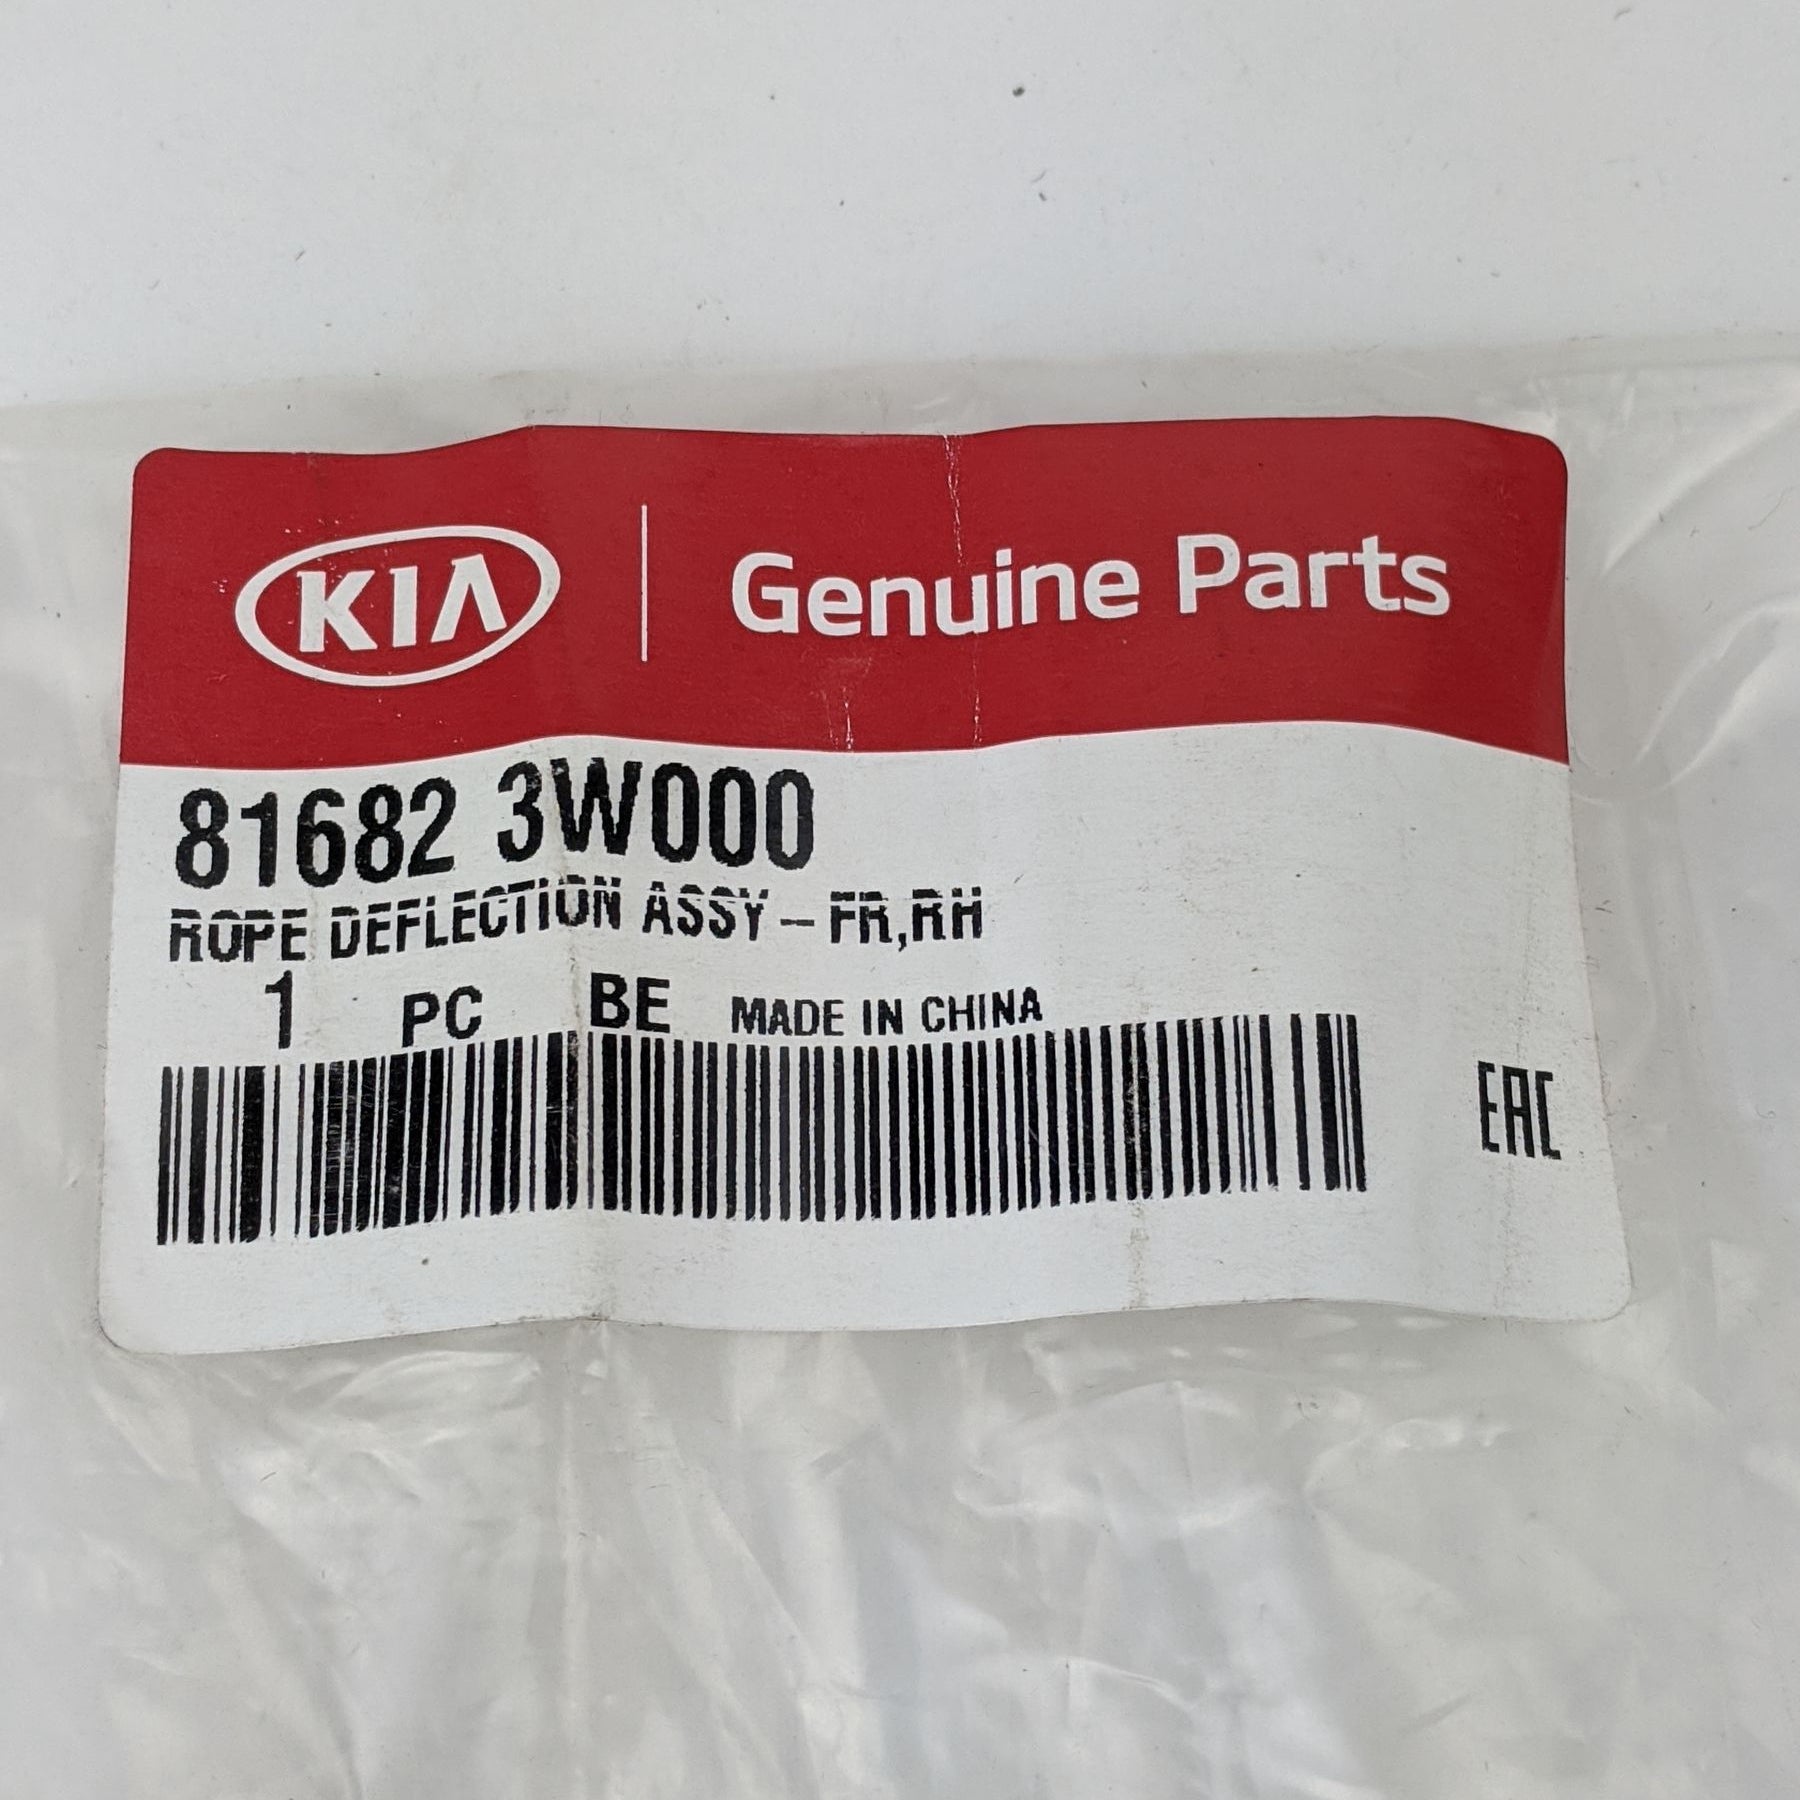 KIA Genuine Parts
81682 3W000
ROPE DEFLECTION ASSY-FR,RH
1 PC BE MADE IN CHINA
EAC